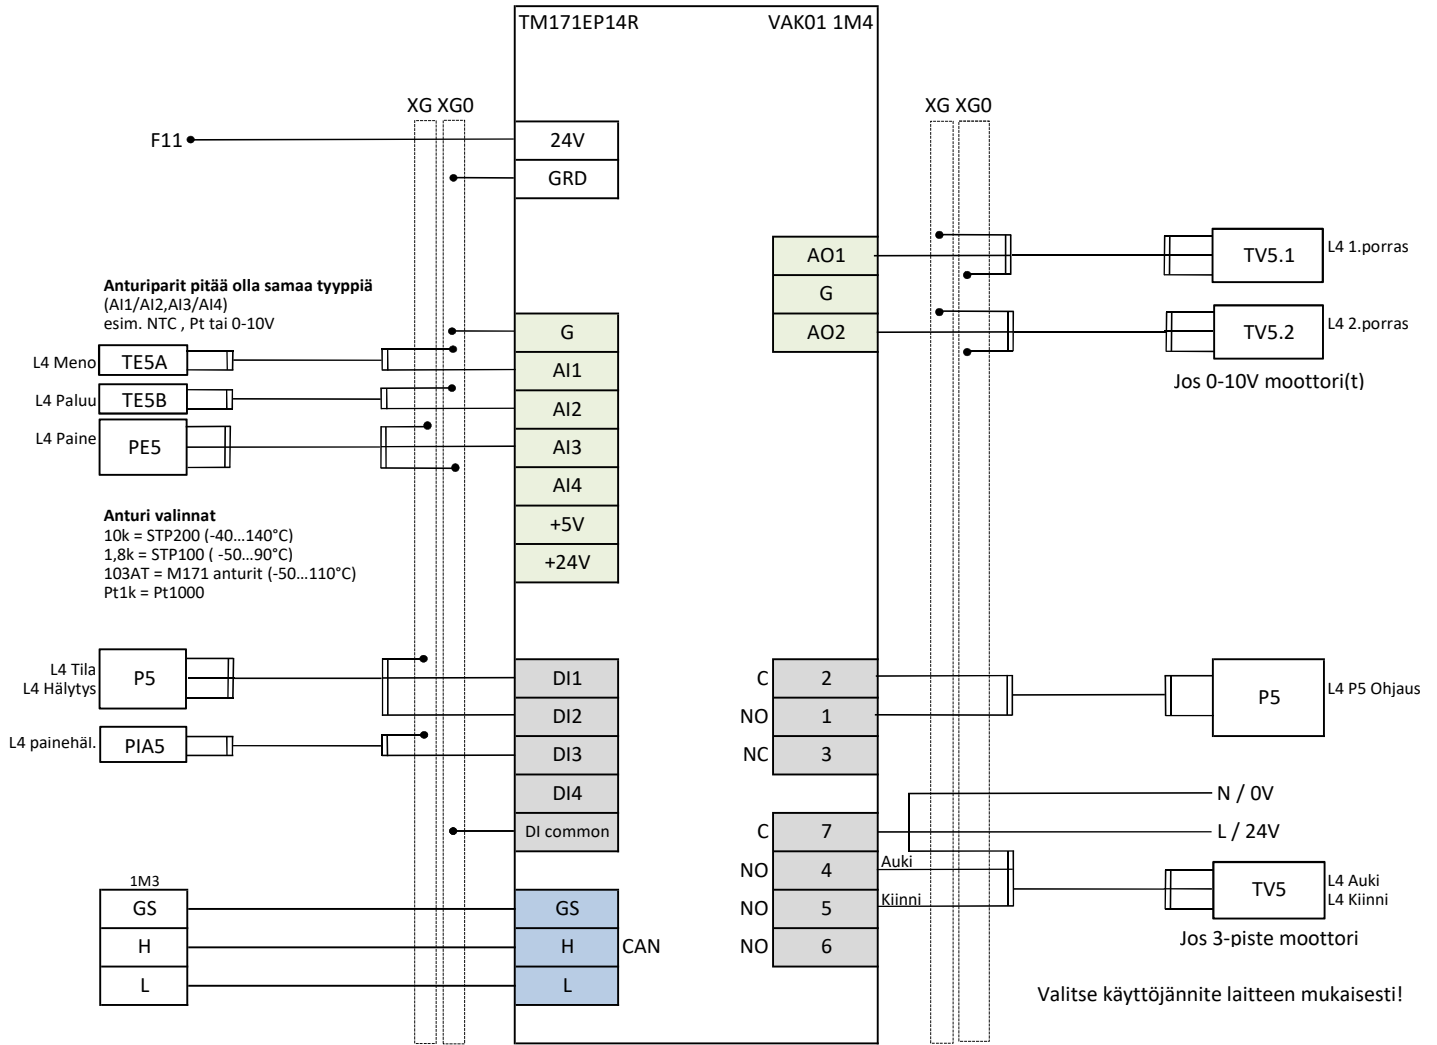 TM171EP14R
VAK01 1M4
XG XG0
XG XG0
F11
24V
GRD
Anturiparit pitää olla samaa tyyppiä
(AI1/AI2,AI3/AI4)
esim. NTC , Pt tai 0-10V
G
L4 Meno
TE5A
AI1
L4 Paluu
TE5B
AI2
L4 Paine
PE5
AI3
AI4
+5V
+24V
Anturi valinnat
10k = STP200 (-40...140°C)
1,8k = STP100 ( -50...90°C)
103AT = M171 anturit (-50...110°C)
Pt1k = Pt1000
L4 Tila
L4 Hälytys
P5
DI1
DI2
L4 painehäl.
PIA5
DI3
DI4
DI common
1M3
GS
H
L
GS
H
L
CAN
AO1
G
AO2
TV5.1
L4 1.porras
TV5.2
L4 2.porras
Jos 0-10V moottori(t)
C
2
NO
1
NC
3
P5
L4 P5 Ohjaus
N / 0V
L / 24V
C
7
NO
4
Auki
NO
5
Kiinni
NO
6
TV5
L4 Auki
L4 Kiinni
Jos 3-piste moottori
Valitse käyttöjännite laitteen mukaisesti!